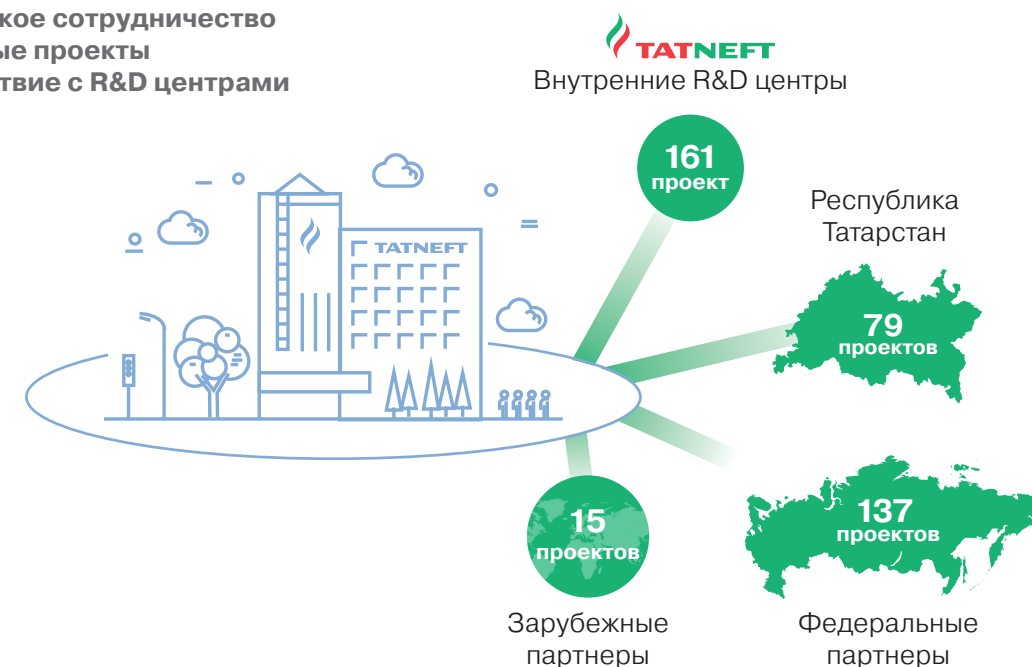 кое сотрудничество
ые проекты
твие с R&D центрами
TATNEFT
Внутренние R&D центры
161
проект
Республика
Татарстан
TATNEFT
79
проектов
15
проектов
137
проектов
Зарубежные
партнеры
Федеральные
партнеры